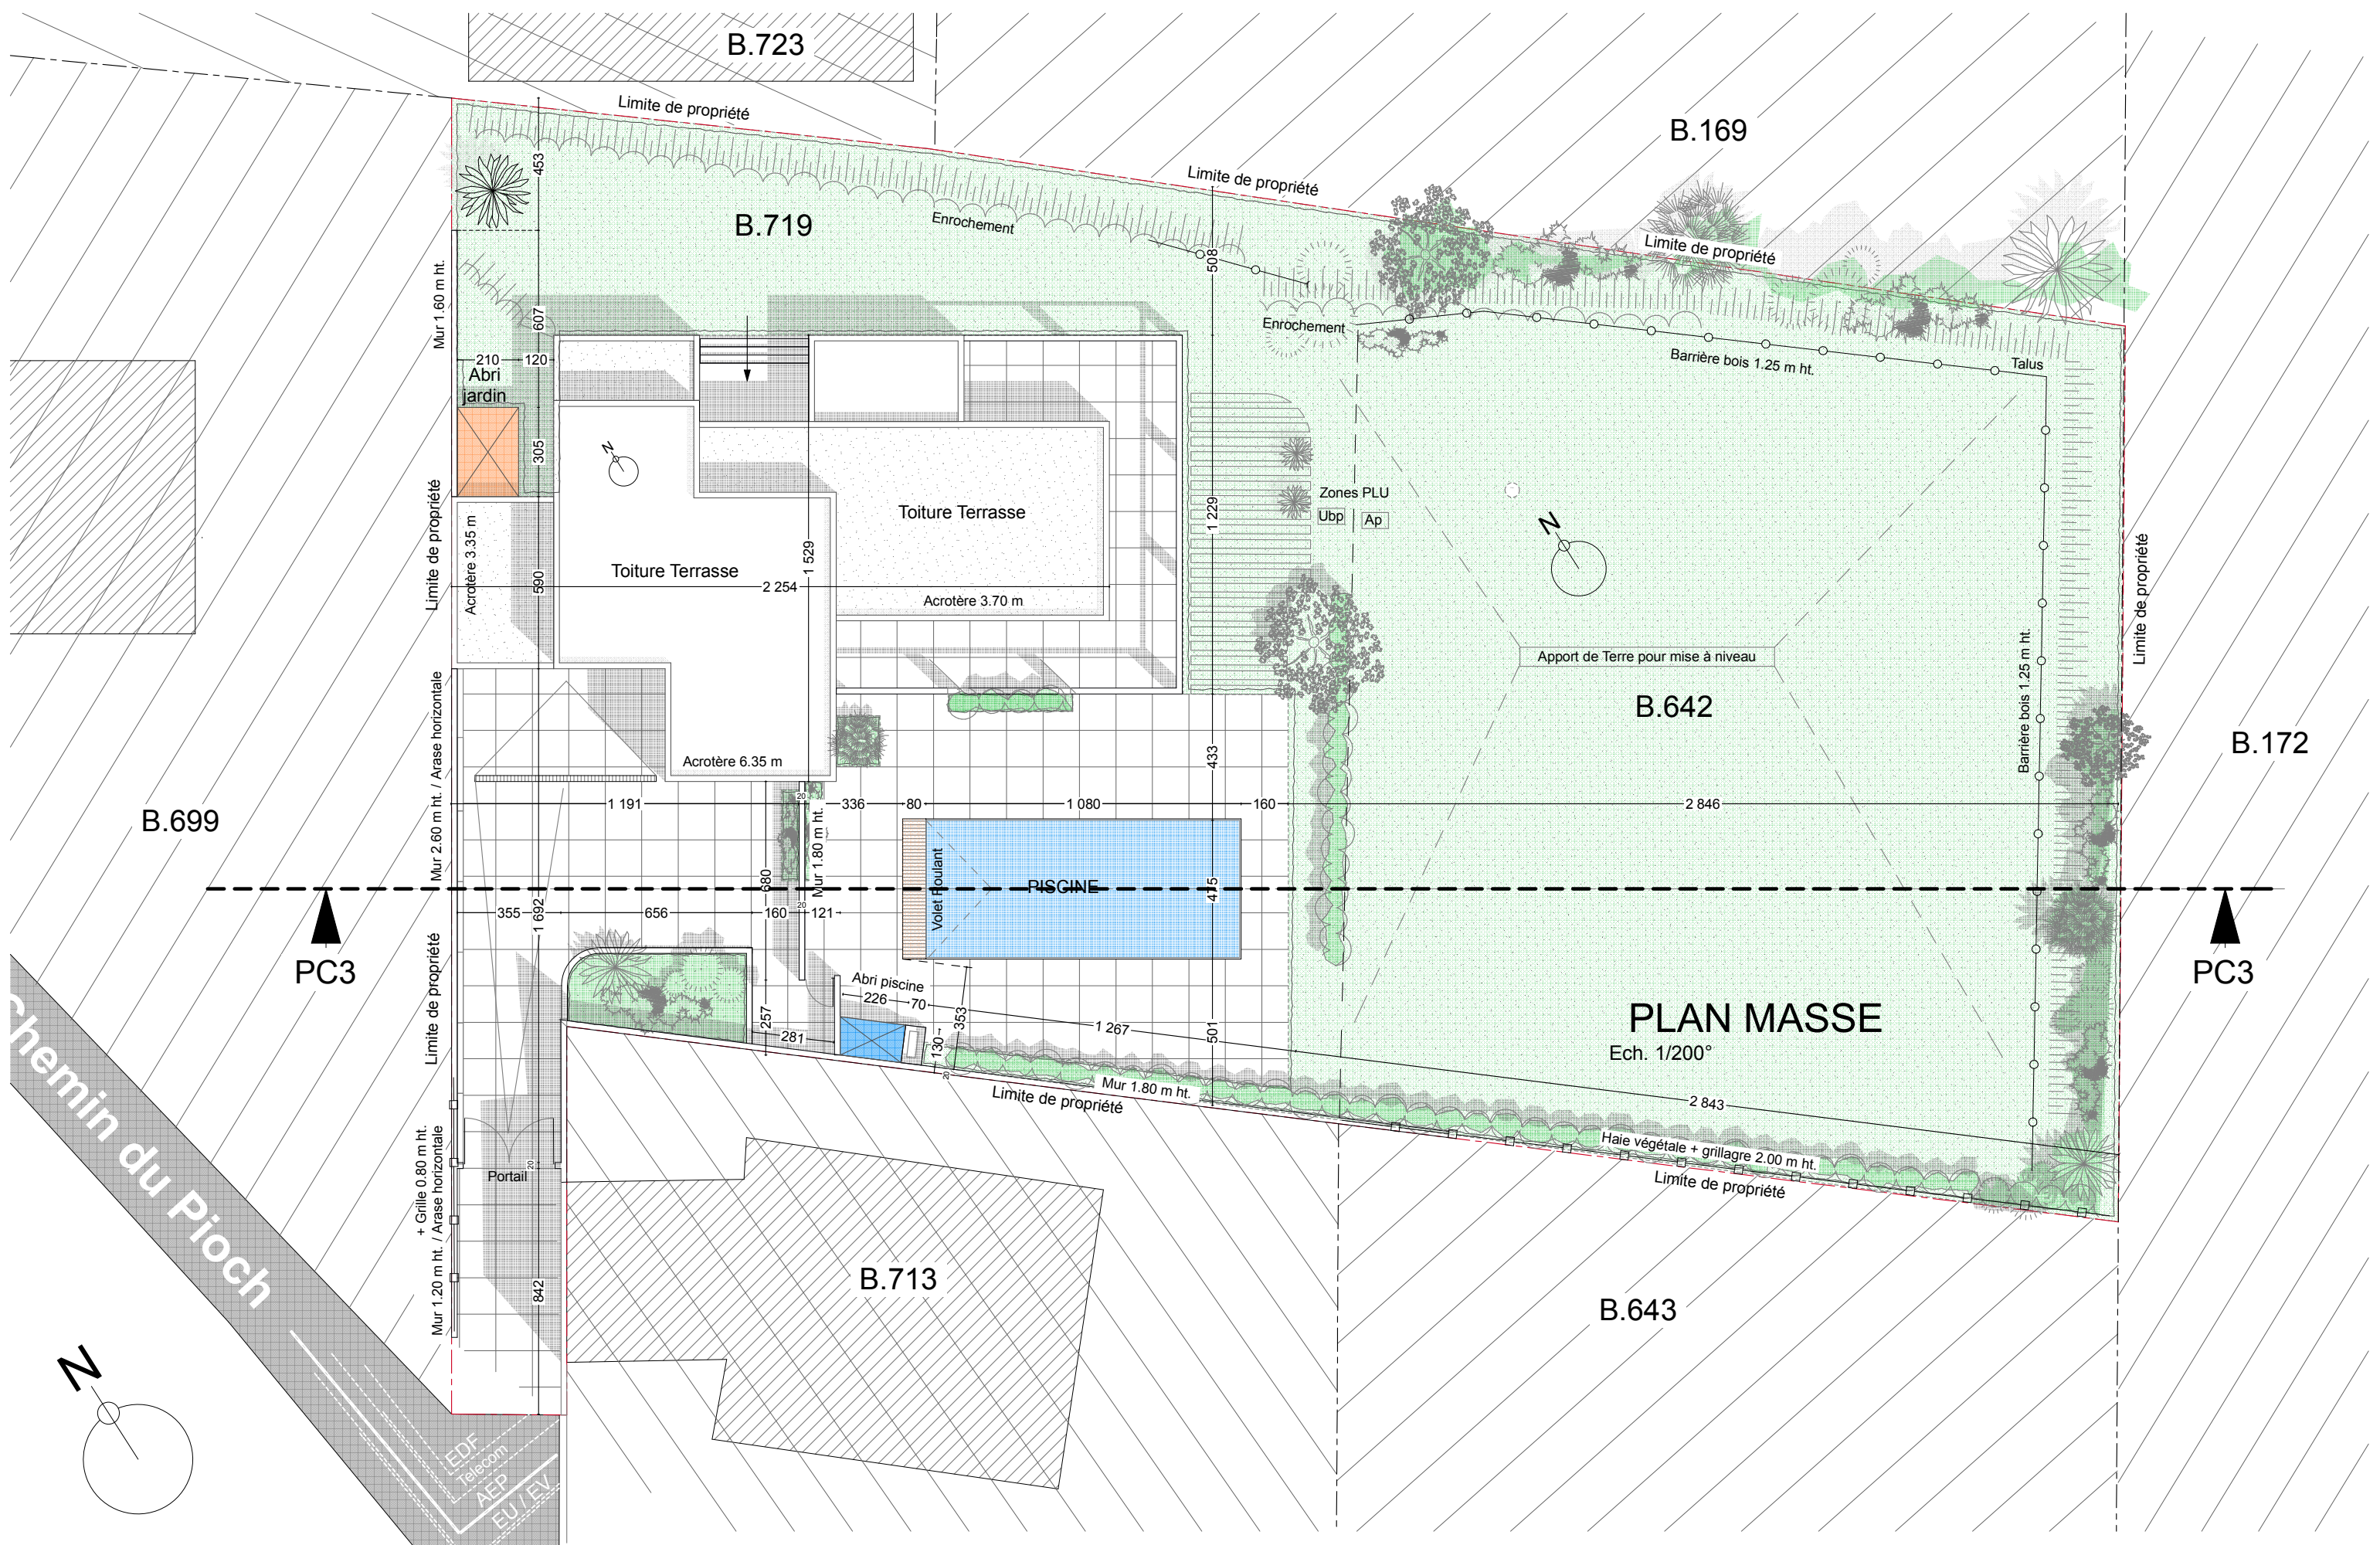 B.723
Limite de propriété
B.169
Limite de propriété
453
B.719
Enrochement
Limite de propriété
508
Mur 1.60 m ht.
607
Enrochement
Barrière bois 1.25 m ht.
Talus
210
120
Abri
jardin
305
N
Zones PLU
Ubp
Ap
Toiture Terrasse
1 229
N
Limite de propriété
Acrotère 3.35 m
590
Toiture Terrasse
1 529
2 254
Acrotère 3.70 m
Limite de propriété
Apport de Terre pour mise à niveau
B.642
Barrière bois 1.25 m ht.
B.172
Mur 2.60 m ht. / Arase horizontale
Acrotère 6.35 m
433
B.699
1 191
20
336
80
1 080
160
2 846
Mur 1.80 m ht.
680
Volet Roulant
PISCINE
475
355
1 692
656
160
20
121
PC3
PC3
Limite de propriété
Abri piscine
226
70
353
257
281
130
20
1 267
501
PLAN MASSE
Ech. 1/200°
Mur 1.80 m ht.
Limite de propriété
2 843
Haie végétale + grillagre 2.00 m ht.
Limite de propriété
Chemin du Pioch
+ Grille 0.80 m ht.
Mur 1.20 m ht. / Arase horizontale
20
Portail
842
B.713
B.643
N
EDF
Telecom
AEP
EU / EV